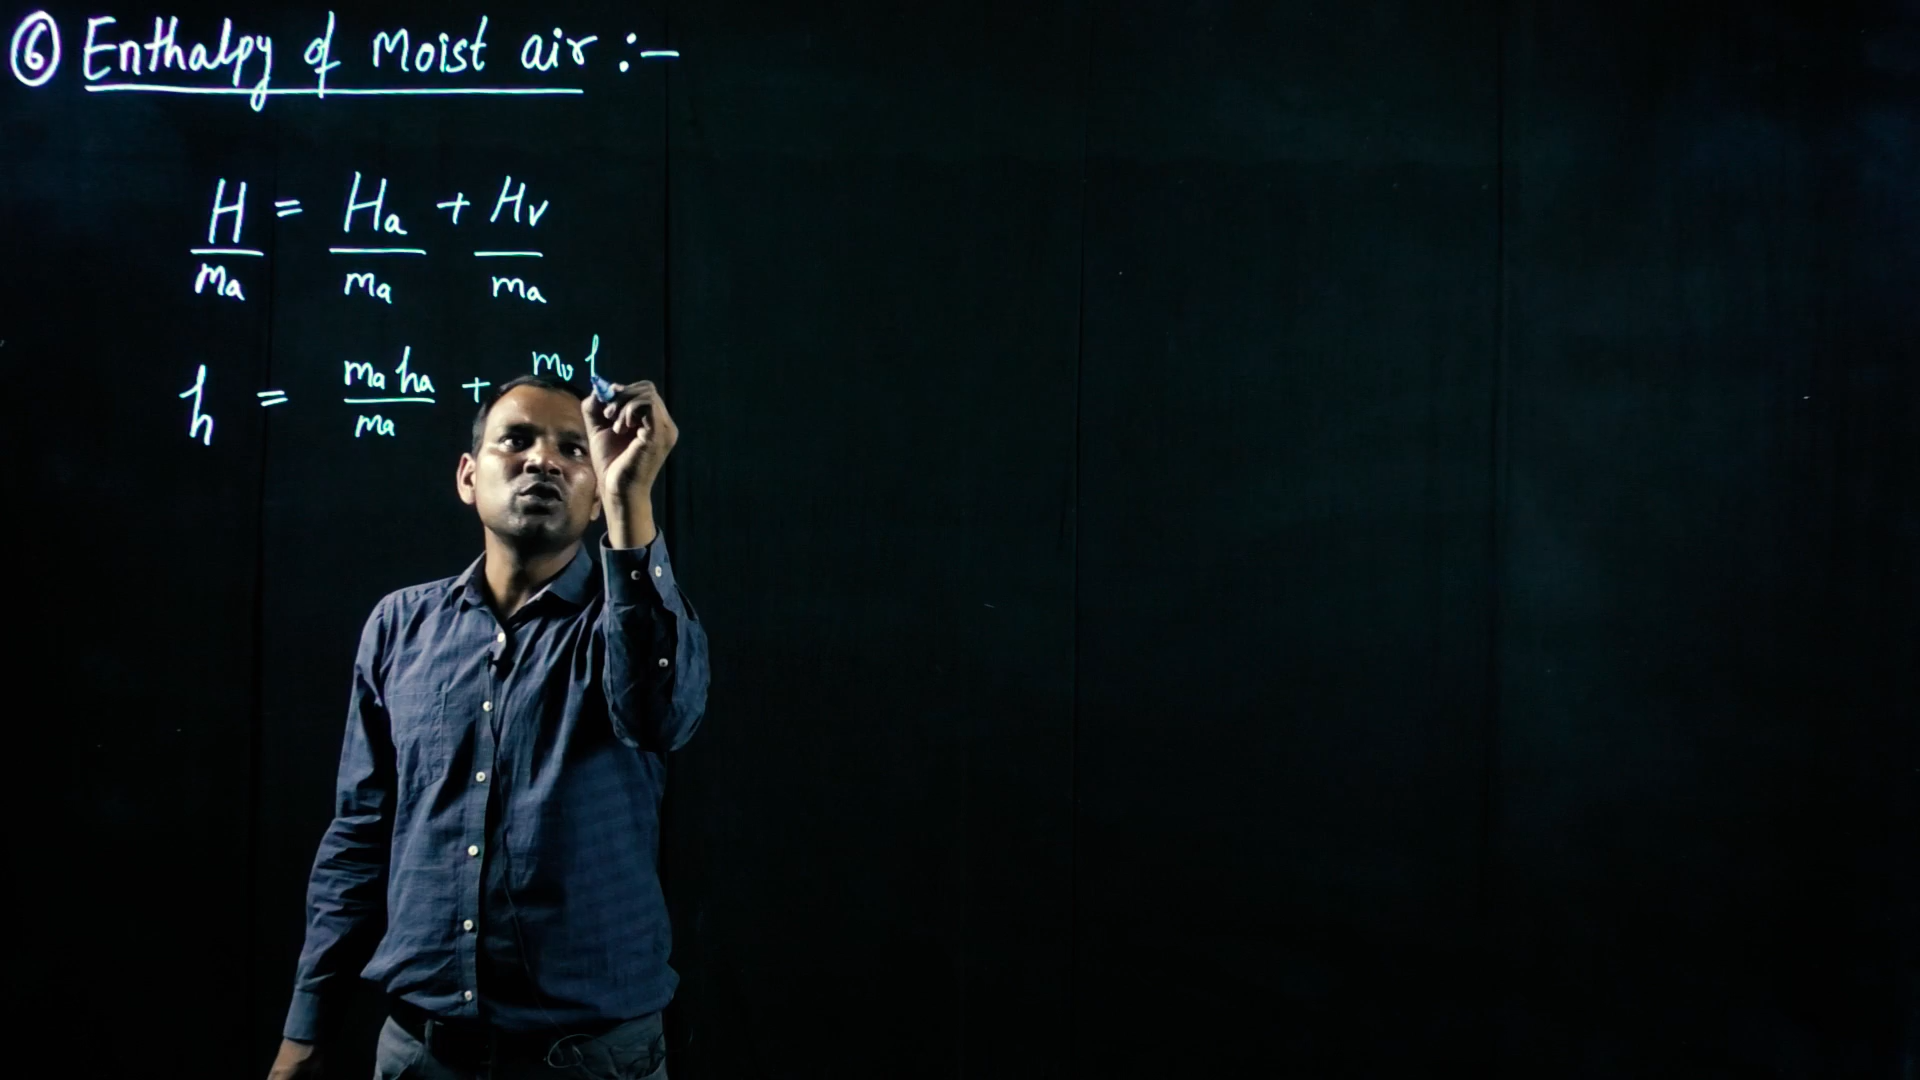 ⑥ Enthalpy of Moist air :-
H/ma = Ha/ma + Hv/ma
h = ma ha/ma + mv